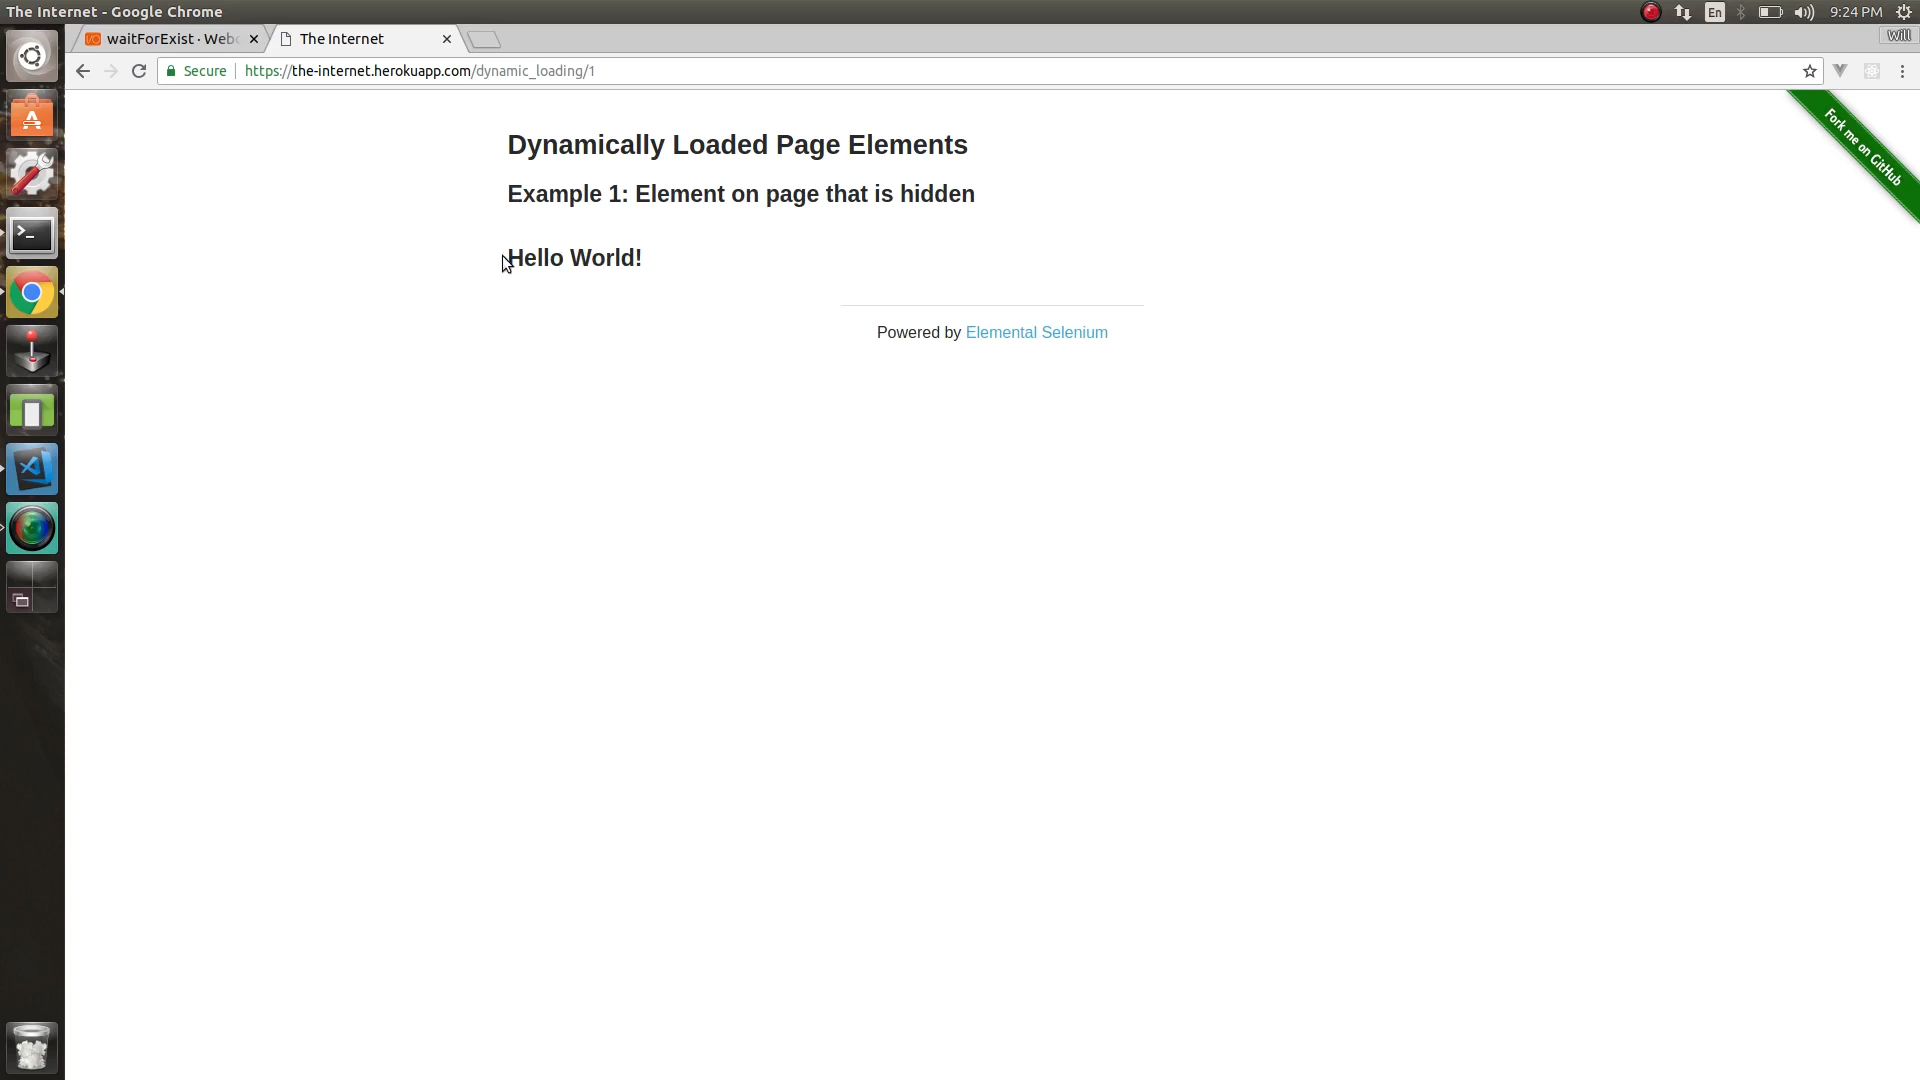 The Internet - Google Chrome
En
9:24 PM
waitForExist · Web
The Internet
Will
Secure
https://the-internet.herokuapp.com/dynamic_loading/1
Fork me on GitHub
Dynamically Loaded Page Elements
Example 1: Element on page that is hidden
Hello World!
Powered by Elemental Selenium